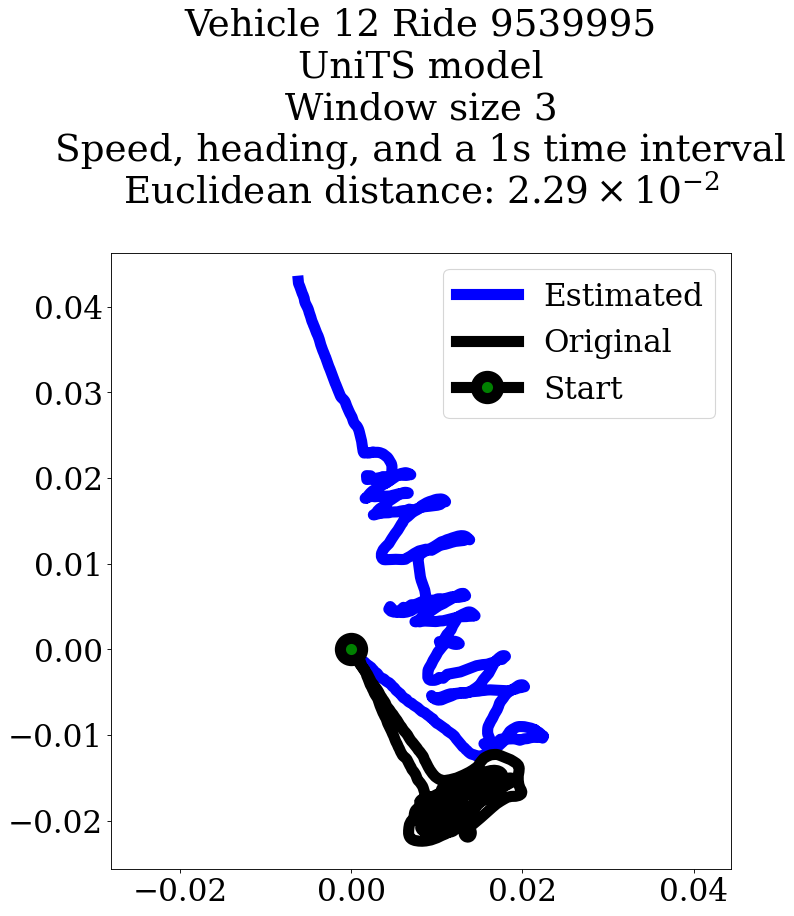 Vehicle 12 Ride 9539995
UniTS model
Window size 3
Speed, heading, and a 1s time interval
Euclidean distance: 2.29 × 10⁻²
Estimated
Original
Start
0.04
0.03
0.02
0.01
0.00
−0.01
−0.02
−0.02 0.00 0.02 0.04